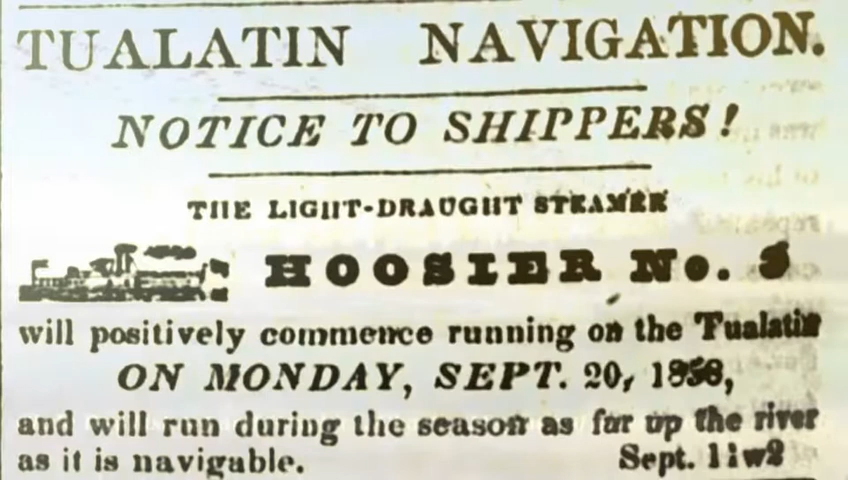 TUALATIN NAVIGATION.
NOTICE TO SHIPPERS!
THE LIGHT-DRAUGHT STEAMER
HOOSIER No. 3
will positively commence running on the Tualatin
ON MONDAY, SEPT. 20, 1858,
and will run during the season as far up the river
as it is navigable. Sept.